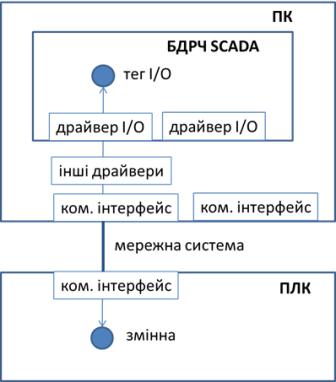 ПК
БДРЧ SCADA
тег I/O
драйвер I/O драйвер I/O
інші драйвери
ком. інтерфейс ком. інтерфейс
мережна система
ком. інтерфейс ПЛК
змінна